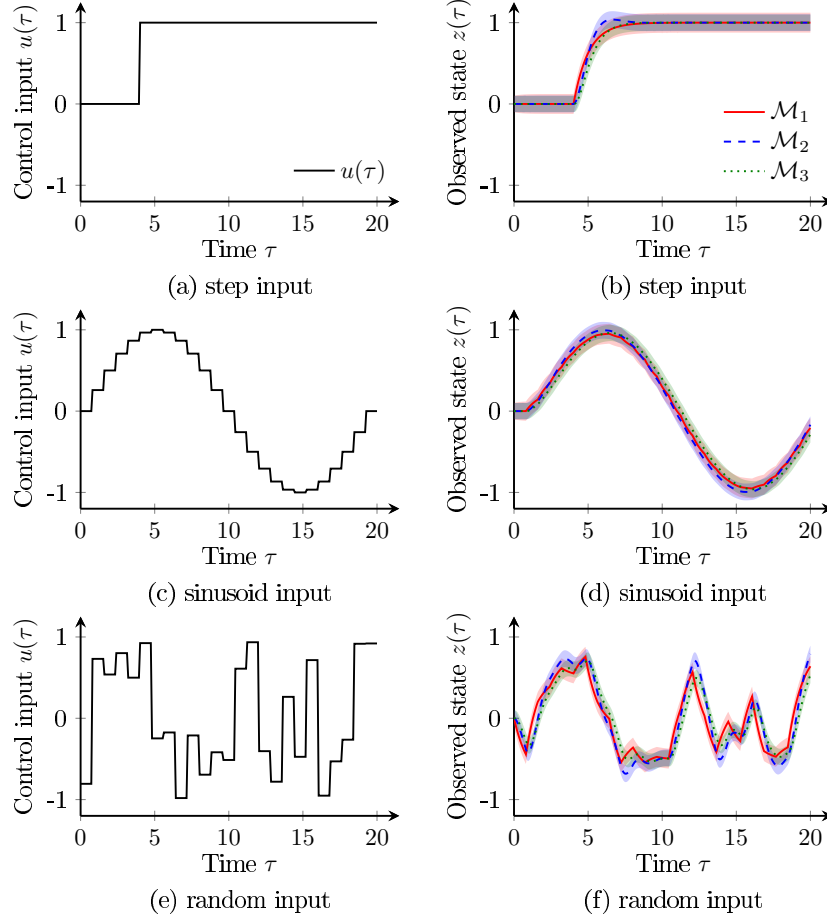 Control input u(τ)
1
0
-1
u(τ)
0 5 10 15 20
Time τ
(a) step input
Observed state z(τ)
1
0
-1
ℳ₁
ℳ₂
ℳ₃
0 5 10 15 20
Time τ
(b) step input
Control input u(τ)
1
0
-1
0 5 10 15 20
Time τ
(c) sinusoid input
Observed state z(τ)
1
0
-1
0 5 10 15 20
Time τ
(d) sinusoid input
Control input u(τ)
1
0
-1
0 5 10 15 20
Time τ
(e) random input
Observed state z(τ)
1
0
-1
0 5 10 15 20
Time τ
(f) random input